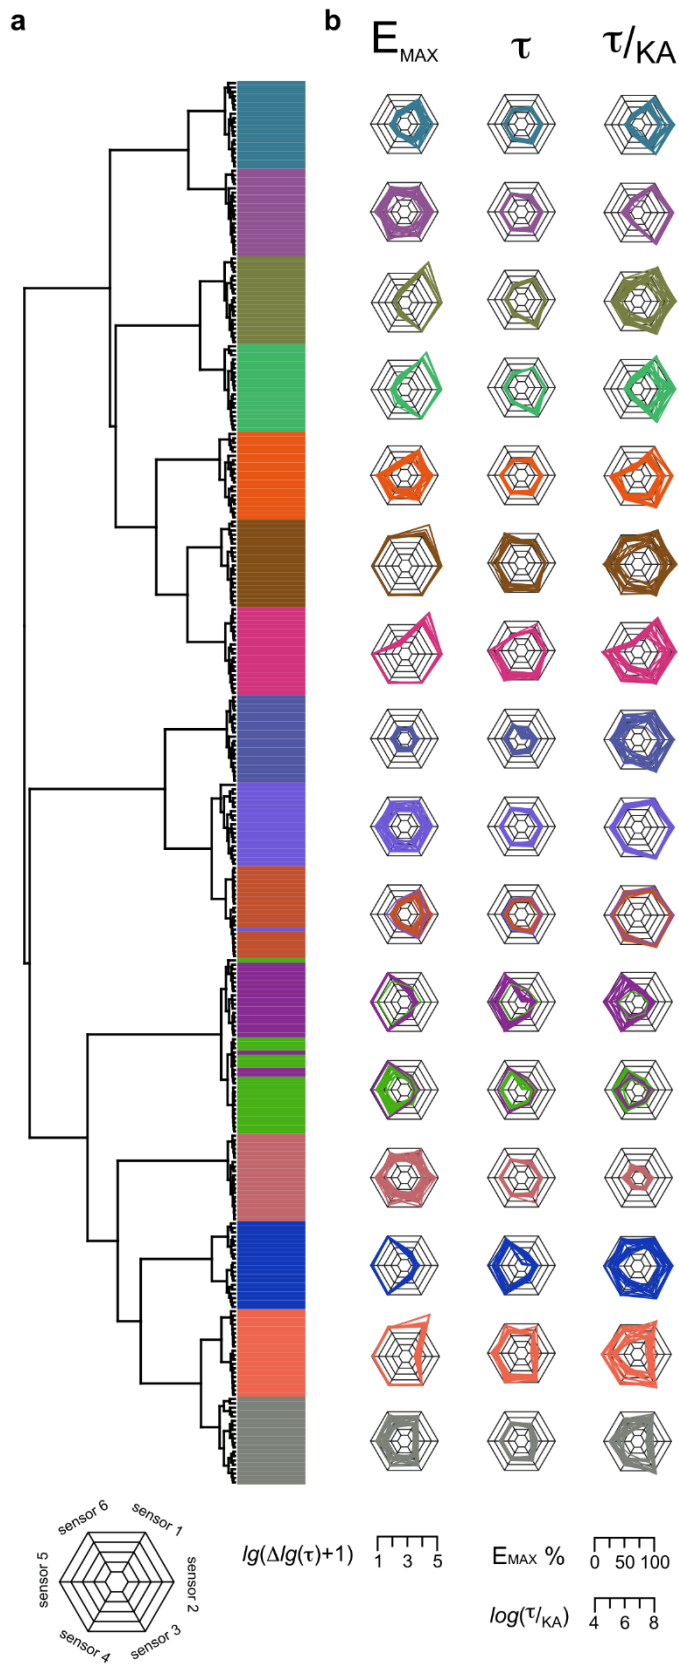 a
b
EMAX
τ
τ/KA
sensor 6
sensor 1
sensor 5
sensor 2
sensor 4
sensor 3
lg(Δlg(τ)+1)
1 3 5
EMAX %
0 50 100
log(τ/KA)
4 6 8